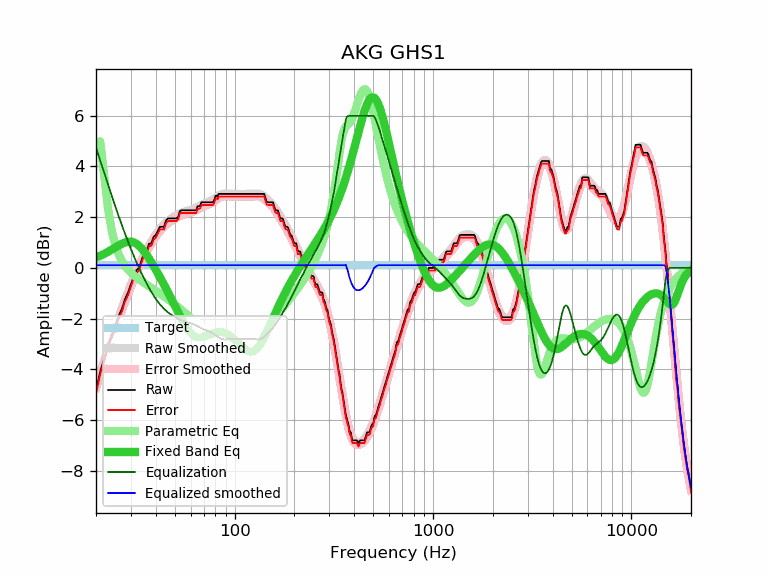 AKG GHS1
Amplitude (dBr)
6
4
2
0
−2
−4
−6
−8
Target
Raw Smoothed
Error Smoothed
Raw
Error
Parametric Eq
Fixed Band Eq
Equalization
Equalized smoothed
100
1000
10000
Frequency (Hz)